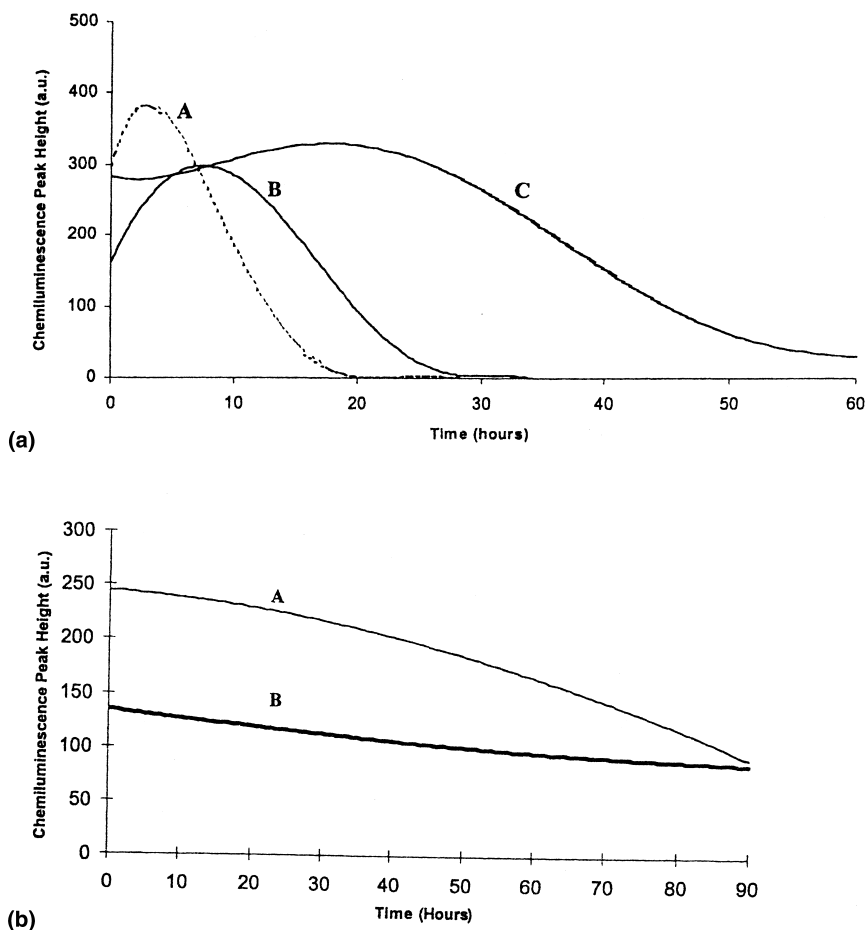 500
400
300
200
100
0
Chemiluminescence Peak Height (a.u.)
A
B
C
0 10 20 30 40 50 60
Time (hours)
(a)
300
250
200
150
100
50
0
Chemiluminescence Peak Height (a.u.)
A
B
0 10 20 30 40 50 60 70 80 90
Time (Hours)
(b)